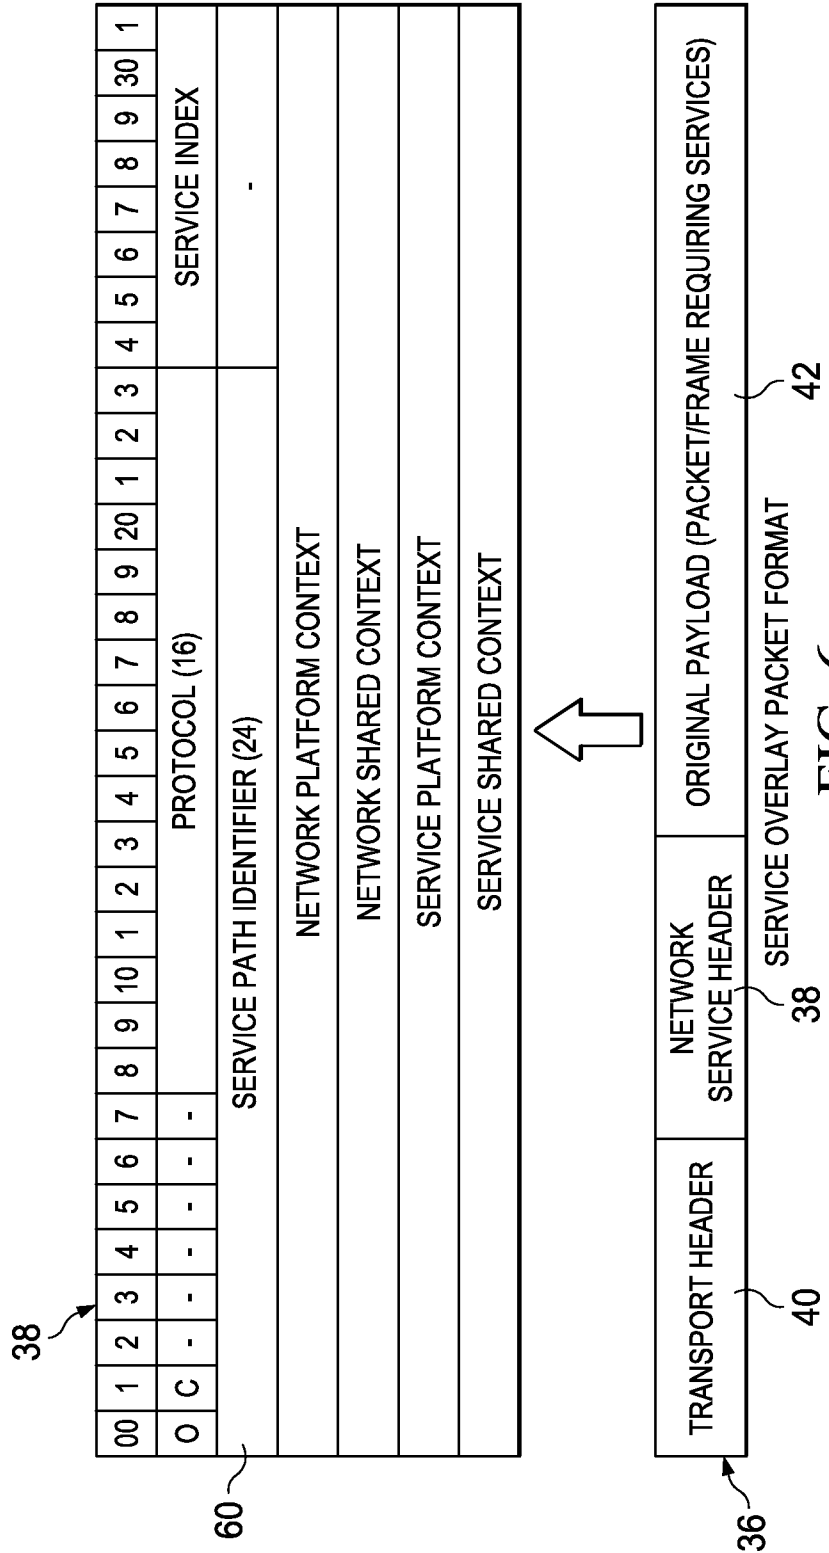 38
00 1 2 3 4 5 6 7 8 9 10 1 2 3 4 5 6 7 8 9 20 1 2 3 4 5 6 7 8 9 30 1
O C - - - - - - PROTOCOL (16) SERVICE INDEX
60
SERVICE PATH IDENTIFIER (24) -
NETWORK PLATFORM CONTEXT
NETWORK SHARED CONTEXT
SERVICE PLATFORM CONTEXT
SERVICE SHARED CONTEXT
36
TRANSPORT HEADER
NETWORK
SERVICE HEADER
ORIGINAL PAYLOAD (PACKET/FRAME REQUIRING SERVICES)
40
38
42
SERVICE OVERLAY PACKET FORMAT
FIG. 6